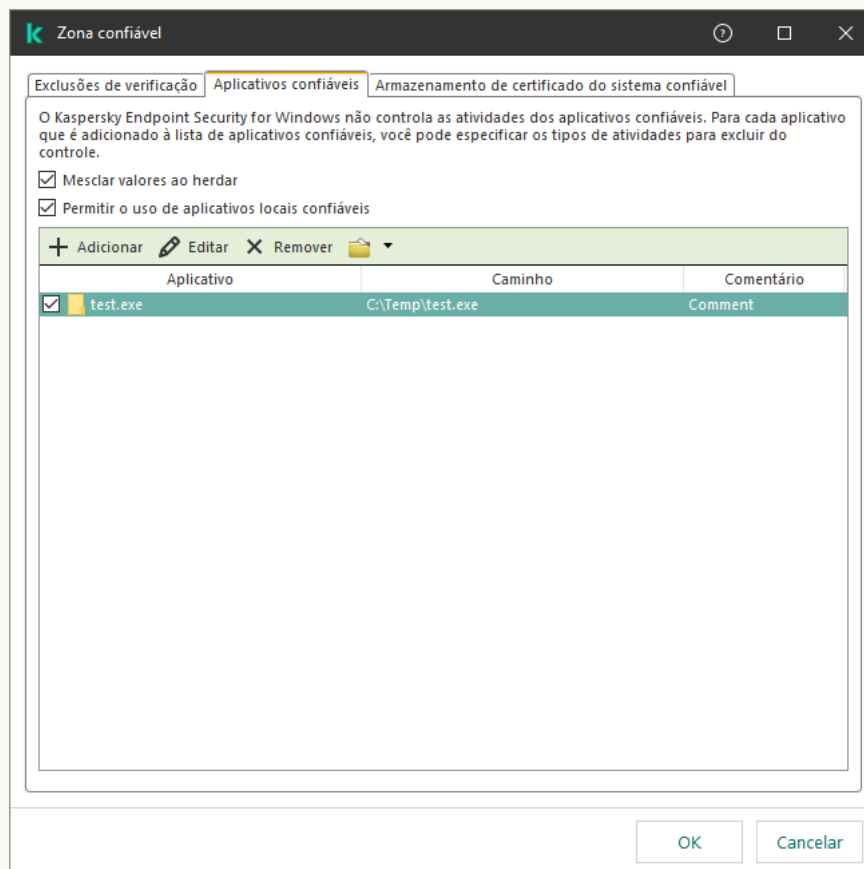 Zona confiável
Exclusões de verificação
Aplicativos confiáveis
Armazenamento de certificado do sistema confiável
O Kaspersky Endpoint Security for Windows não controla as atividades dos aplicativos confiáveis. Para cada aplicativo
que é adicionado à lista de aplicativos confiáveis, você pode especificar os tipos de atividades para excluir do
controle.
Mesclar valores ao herdar
Permitir o uso de aplicativos locais confiáveis
Adicionar Editar Remover
Aplicativo Caminho Comentário
test.exe C:\Temp\test.exe Comment
OK Cancelar